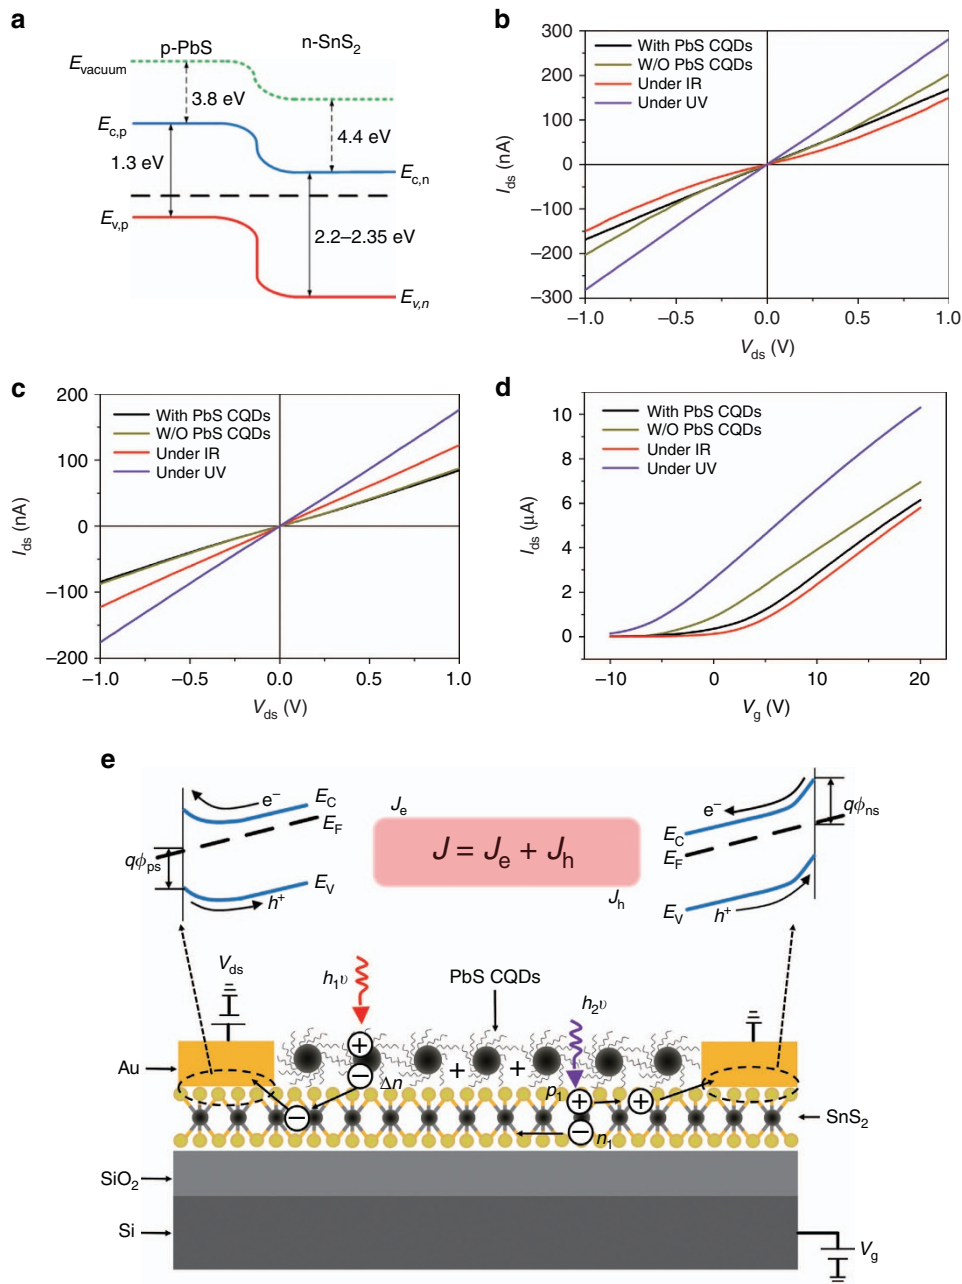 a
p-PbS
n-SnS2
Evacuum
3.8 eV
4.4 eV
Ec,p
1.3 eV
Ec,n
Ev,p
2.2–2.35 eV
Ev,n
b
300
200
100
0
−100
−200
−300
Ids (nA)
With PbS CQDs
W/O PbS CQDs
Under IR
Under UV
−1.0 −0.5 0.0 0.5 1.0
Vds (V)
c
200
100
0
−100
−200
Ids (nA)
With PbS CQDs
W/O PbS CQDs
Under IR
Under UV
−1.0 −0.5 0.0 0.5 1.0
Vds (V)
d
10
8
6
4
2
0
Ids (μA)
With PbS CQDs
W/O PbS CQDs
Under IR
Under UV
−10 0 10 20
Vg (V)
e
e−
EC
EF
qϕps
EV
h+
Je
J = Je + Jh
Jh
e−
qϕns
EC
EF
EV
h+
Vds
h1υ
PbS CQDs
h2υ
+
−
Δn
+ +
Au
p1
+ +
−
−
n1
SnS2
SiO2
Si
Vg